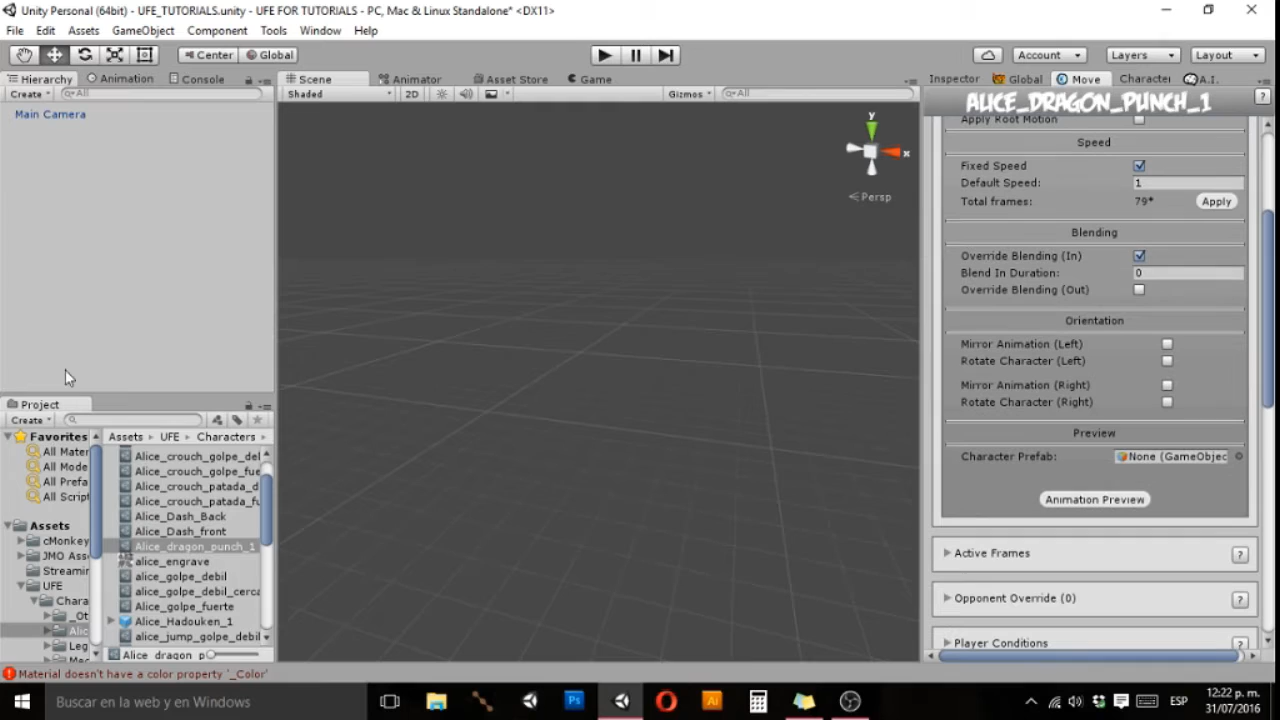 Unity Personal (64bit) - UFE_TUTORIALS.unity - UFE FOR TUTORIALS - PC, Mac & Linux Standalone* <DX11>
File Edit Assets GameObject Component Tools Window Help
Center Global Account Layers Layout
Hierarchy Animation Console Scene Animator Asset Store Game Inspector Global Move Character A.I.
Create All Shaded 2D Gizmos All
ALICE_DRAGON_PUNCH_1 ?
Main Camera
y
x
Persp
Apply Root Motion
Speed
Fixed Speed
Default Speed: 1
Total frames: 79* Apply
Blending
Override Blending (In)
Blend In Duration: 0
Override Blending (Out)
Orientation
Mirror Animation (Left)
Rotate Character (Left)
Mirror Animation (Right)
Rotate Character (Right)
Preview
Character Prefab: None (GameObjec
Animation Preview
Active Frames ?
Opponent Override (0) ?
Player Conditions ?
Project
Create
Favorites
All Mater
All Mode
All Prefa
All Script
Assets
cMonkey
JMO Ass
Streamin
UFE
Chara
_Ot
Alic
Leg
Assets UFE Characters
Alice_crouch_golpe_del
Alice_crouch_golpe_fue
Alice_crouch_patada_d
Alice_crouch_patada_fu
Alice_Dash_Back
Alice_Dash_front
Alice_dragon_punch_1
alice_engrave
alice_golpe_debil
alice_golpe_debil_cerca
Alice_golpe_fuerte
Alice_Hadouken_1
alice_jump_golpe_debil
Alice_dragon_p
Material doesn't have a color property '_Color'
Buscar en la web y en Windows
Ps
Ai
ESP
12:22 p. m.
31/07/2016